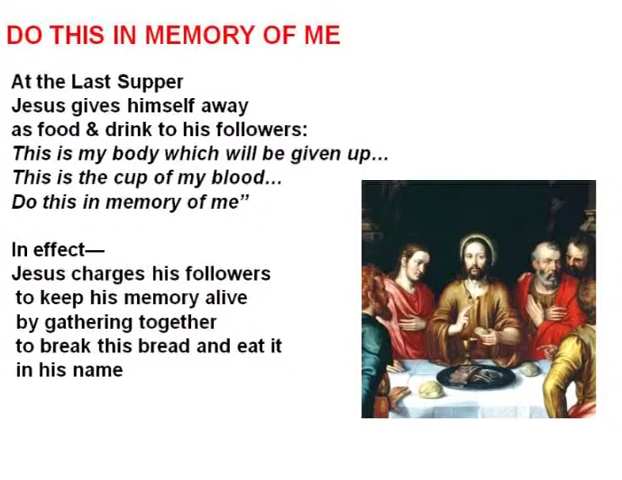 DO THIS IN MEMORY OF ME
At the Last Supper
Jesus gives himself away
as food & drink to his followers:
This is my body which will be given up…
This is the cup of my blood…
Do this in memory of me”
In effect—
Jesus charges his followers
to keep his memory alive
by gathering together
to break this bread and eat it
in his name